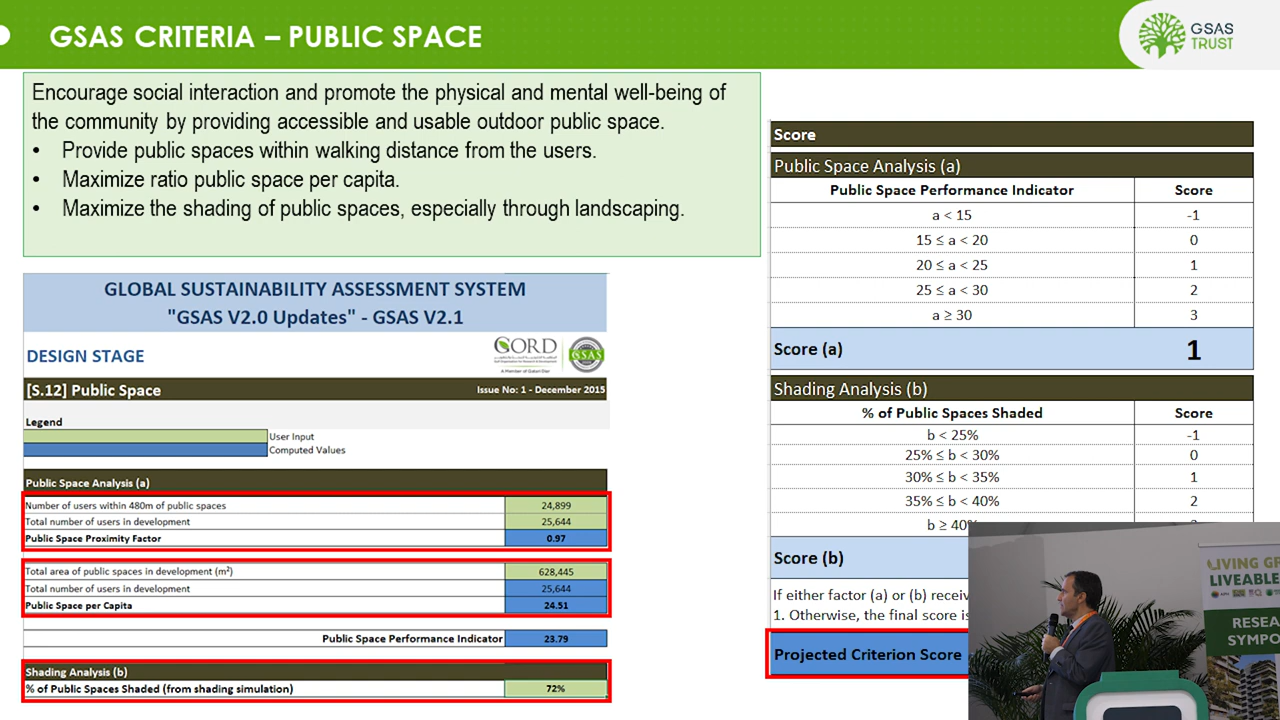 GSAS CRITERIA – PUBLIC SPACE
GSAS
TRUST
Encourage social interaction and promote the physical and mental well-being of
the community by providing accessible and usable outdoor public space.
• Provide public spaces within walking distance from the users.
• Maximize ratio public space per capita.
• Maximize the shading of public spaces, especially through landscaping.
GLOBAL SUSTAINABILITY ASSESSMENT SYSTEM
"GSAS V2.0 Updates" - GSAS V2.1
DESIGN STAGE
GORD
GSAS
[S.12] Public Space Issue No: 1 - December 2015
Legend
User Input
Computed Values
Public Space Analysis (a)
Number of users within 480m of public spaces 24,899
Total number of users in development 25,644
Public Space Proximity Factor 0.97
Total area of public spaces in development (m²) 628,445
Total number of users in development 25,644
Public Space per Capita 24.51
Public Space Performance Indicator 23.79
Shading Analysis (b)
% of Public Spaces Shaded (from shading simulation) 72%
Score
Public Space Analysis (a)
Public Space Performance Indicator Score
a < 15 -1
15 ≤ a < 20 0
20 ≤ a < 25 1
25 ≤ a < 30 2
a ≥ 30 3
Score (a) 1
Shading Analysis (b)
% of Public Spaces Shaded Score
b < 25% -1
25% ≤ b < 30% 0
30% ≤ b < 35% 1
35% ≤ b < 40% 2
b ≥ 40%
Score (b)
If either factor (a) or (b) receiv
1. Otherwise, the final score is
Projected Criterion Score
LIVING GR
LIVEABLE
RESEA
SYMPO